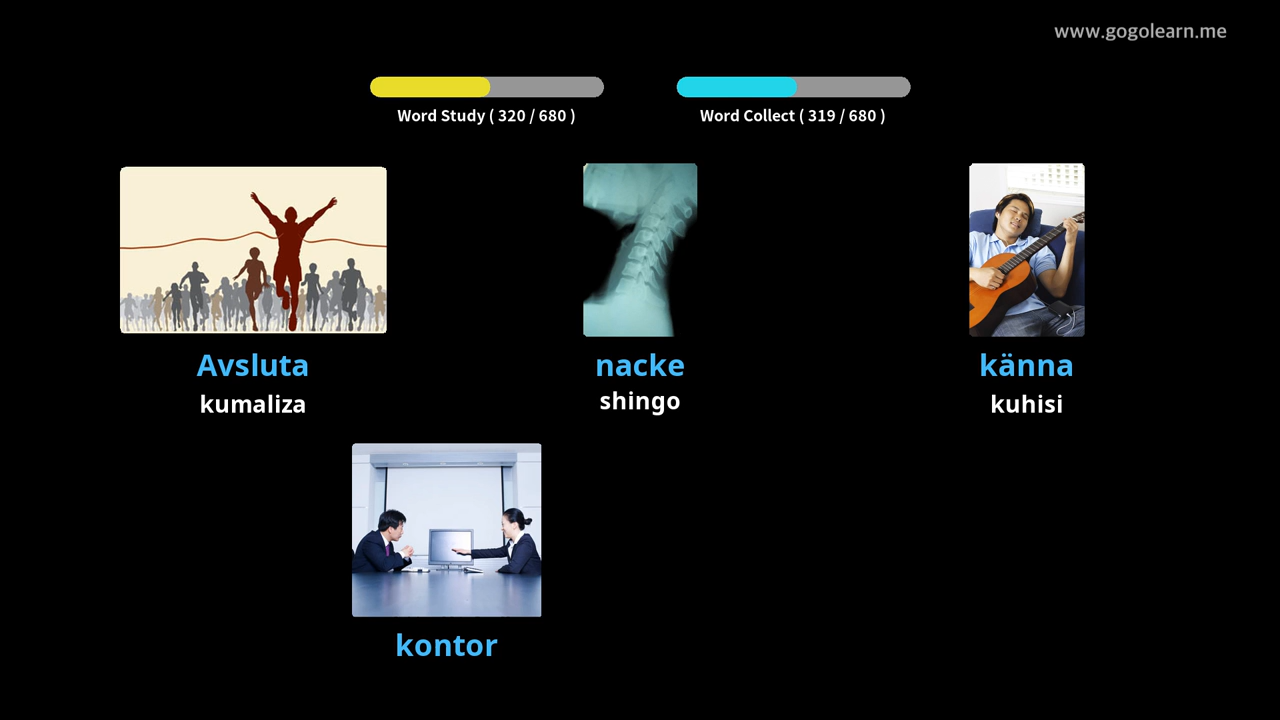 www.gogolearn.me
Word Study ( 320 / 680 )
Word Collect ( 319 / 680 )
Avsluta
nacke
känna
kumaliza
shingo
kuhisi
kontor